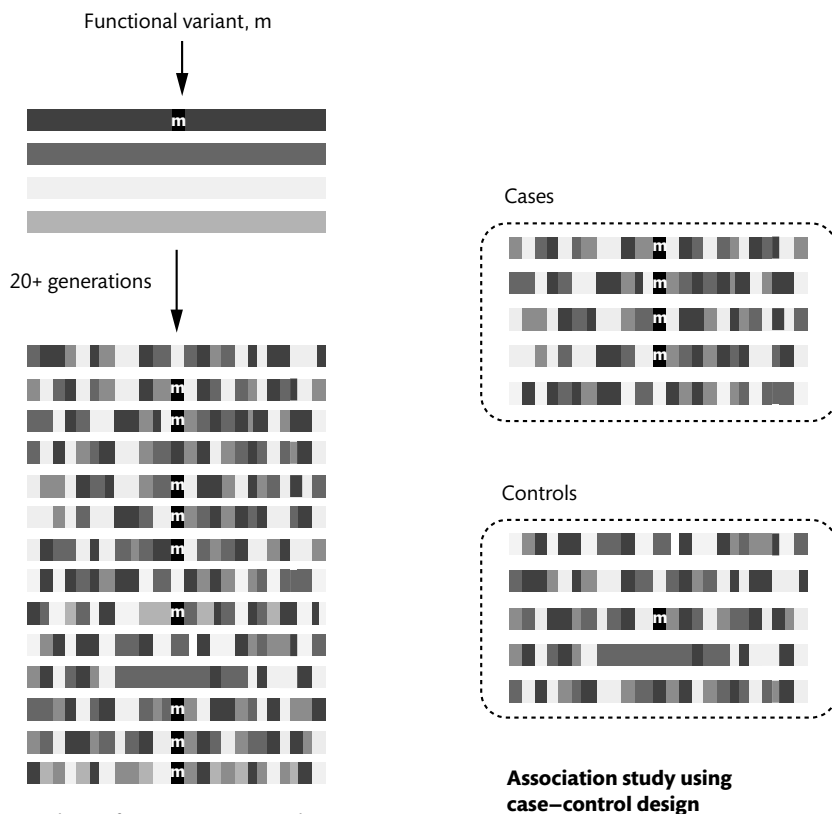 Functional variant, m
m
20+ generations
m
m
m
m
m
m
m
m
m
Cases
m
m
m
m
Controls
m
Association study using
case–control design